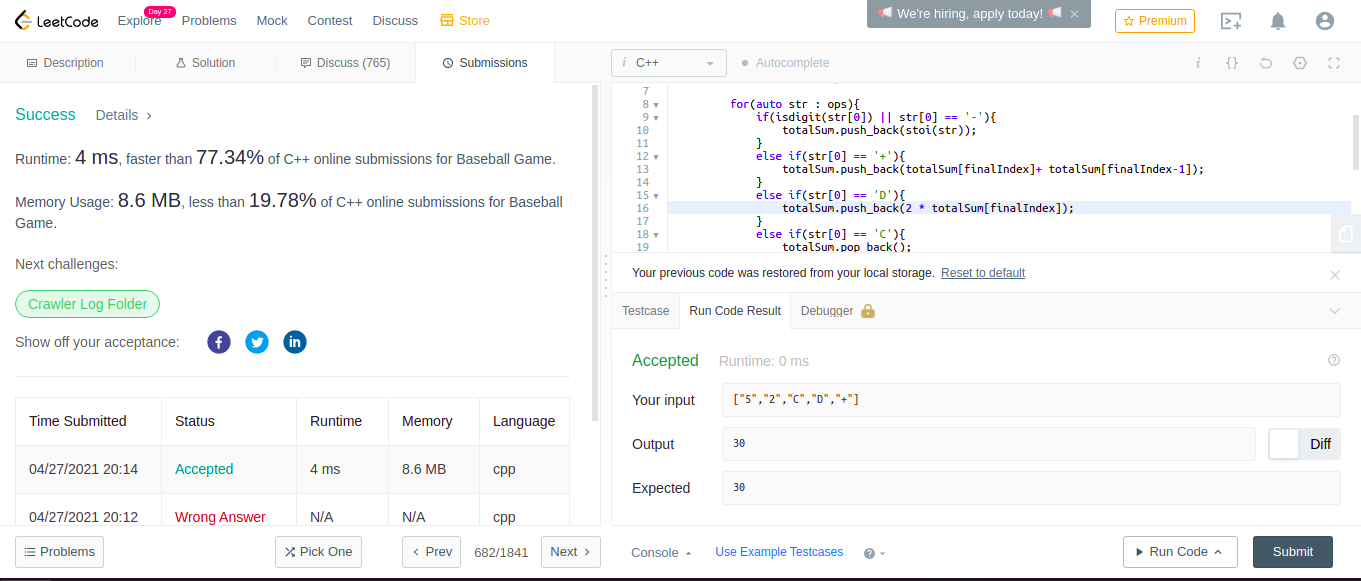 LeetCode
Explore
Day 27
Problems
Mock
Contest
Discuss
Store
We're hiring, apply today!
Premium
Description
Solution
Discuss (765)
Submissions
i C++
Autocomplete
Success
Details
Runtime: 4 ms, faster than 77.34% of C++ online submissions for Baseball Game.
Memory Usage: 8.6 MB, less than 19.78% of C++ online submissions for Baseball
Game.
Next challenges:
Crawler Log Folder
Show off your acceptance:
Time Submitted Status Runtime Memory Language
04/27/2021 20:14 Accepted 4 ms 8.6 MB cpp
04/27/2021 20:12 Wrong Answer N/A N/A cpp
7
8 for(auto str : ops){
9 if(isdigit(str[0]) || str[0] == '-'){
10 totalSum.push_back(stoi(str));
11 }
12 else if(str[0] == '+'){
13 totalSum.push_back(totalSum[finalIndex]+ totalSum[finalIndex-1]);
14 }
15 else if(str[0] == 'D'){
16 totalSum.push_back(2 * totalSum[finalIndex]);
17 }
18 else if(str[0] == 'C'){
19 totalSum.pop_back();
Your previous code was restored from your local storage. Reset to default
Testcase
Run Code Result
Debugger
Accepted Runtime: 0 ms
Your input ["5","2","C","D","+"]
Output 30 Diff
Expected 30
Problems
Pick One
Prev
682/1841
Next
Console
Use Example Testcases
Run Code
Submit